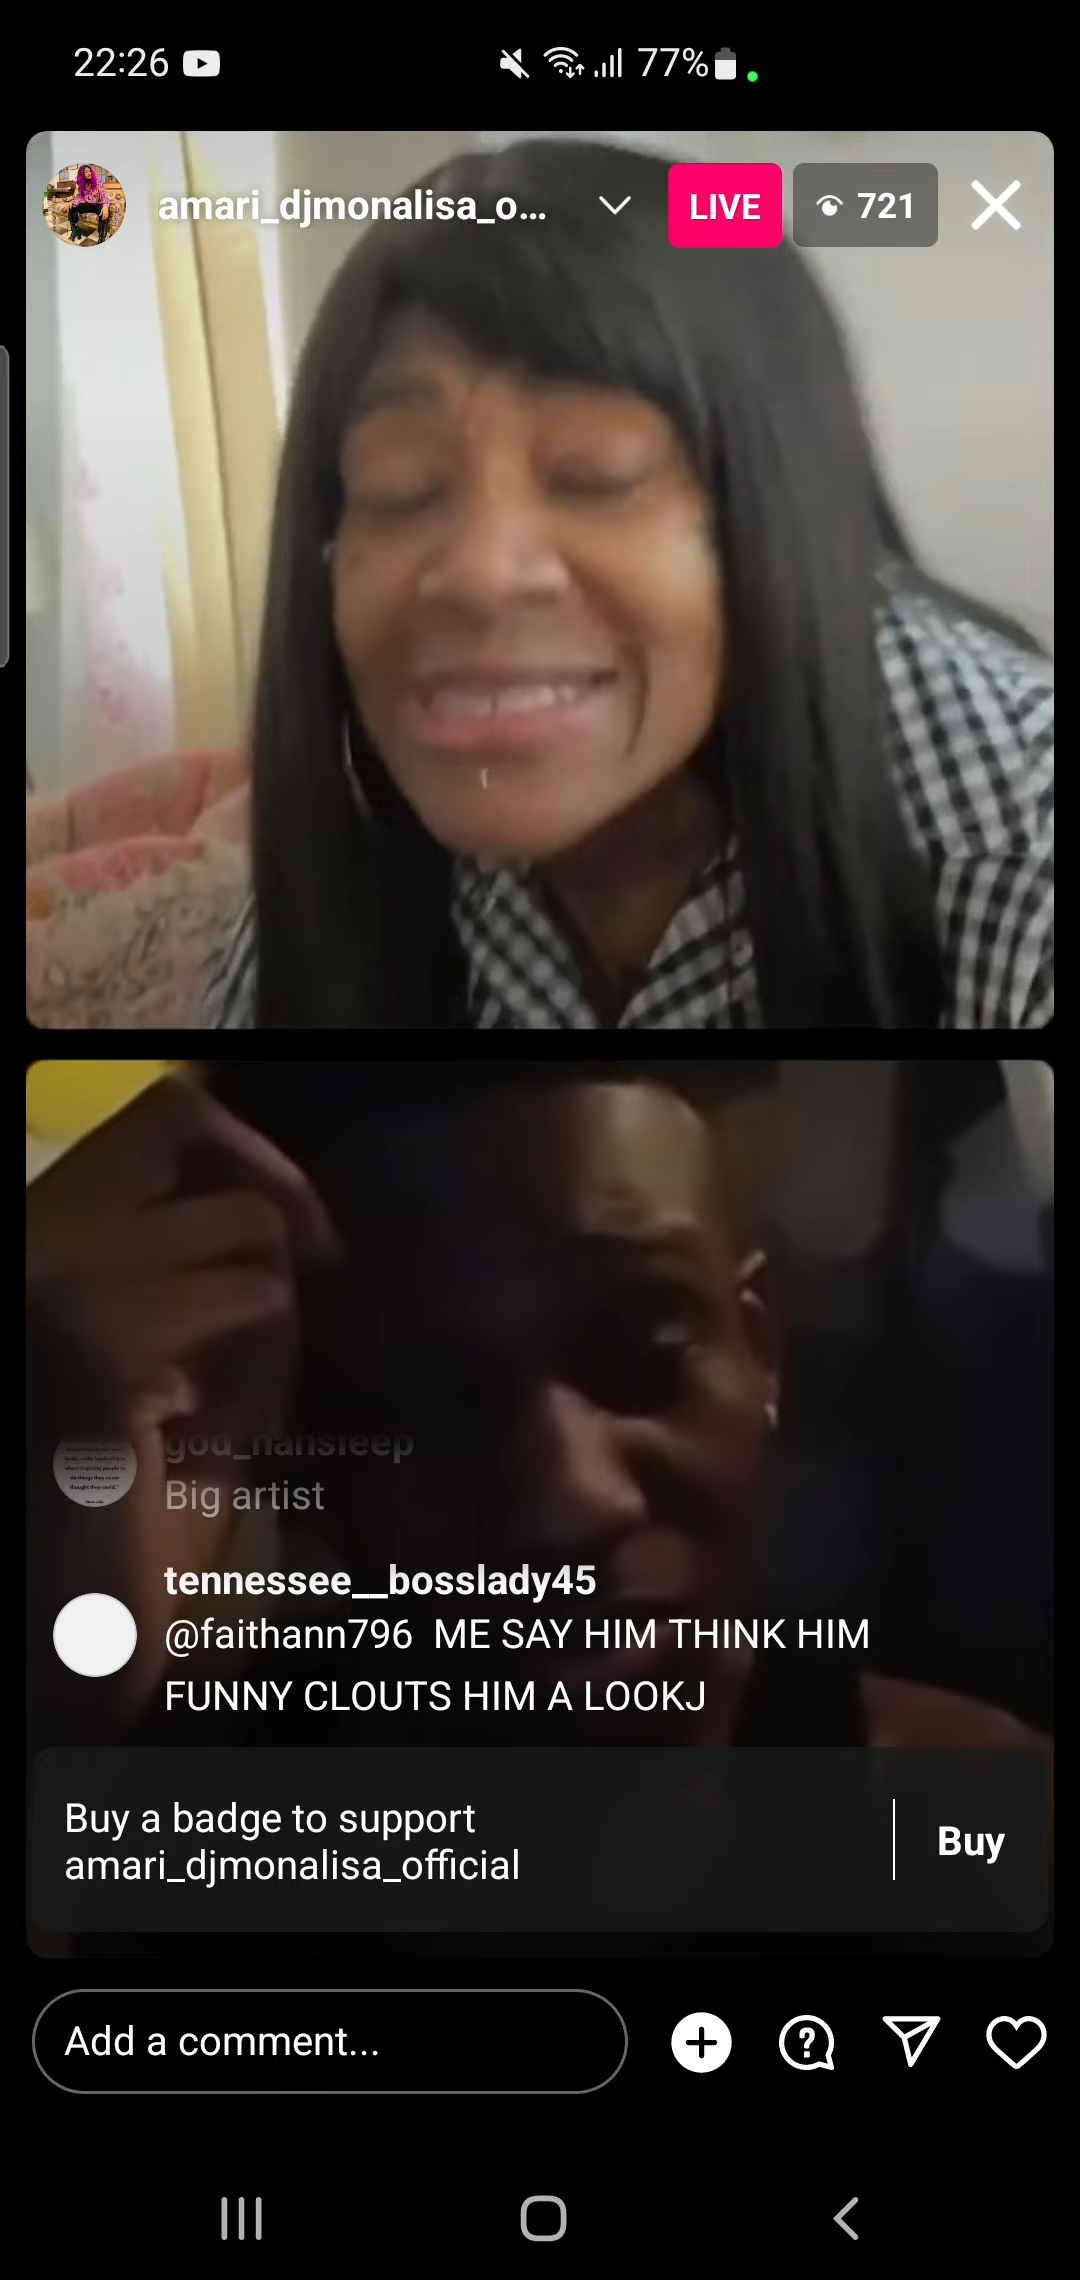 22:26
77%
amari_djmonalisa_o...
LIVE
721
god_hansleep
Big artist
tennessee__bosslady45
@faithann796 ME SAY HIM THINK HIM
FUNNY CLOUTS HIM A LOOKJ
Buy a badge to support
amari_djmonalisa_official
Buy
Add a comment...